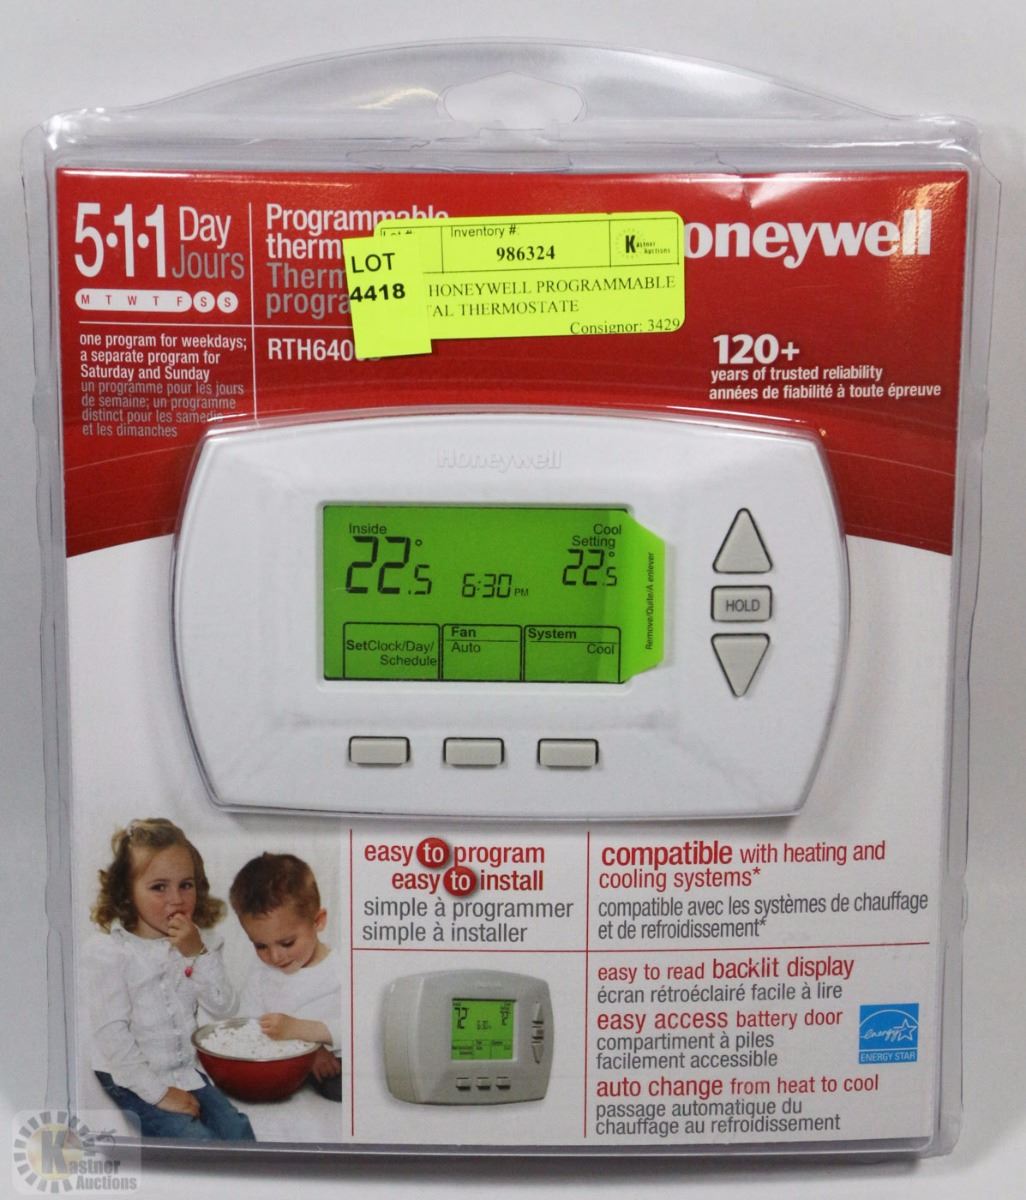 5·1·1 Day
Jours
M T W T F S S
one program for weekdays;
a separate program for
Saturday and Sunday
un programme pour les jours
de semaine; un programme
distinct pour les samedis
et les dimanches
Programmable
therm
Therm
progra
RTH640
LOT
4418
Inventory #:
986324
Kastner
Auctions
HONEYWELL PROGRAMMABLE
TAL THERMOSTATE
Consignor: 3429
oneywell
120+
years of trusted reliability
années de fiabilité à toute épreuve
Honeywell
Inside
22.5°
6:30 PM
Cool
Setting
22.5°
SetClock/Day/
Schedule
Fan
Auto
System
Cool
Remove/Quite/A enlever
HOLD
easy to program
easy to install
simple à programmer
simple à installer
compatible with heating and
cooling systems*
compatible avec les systèmes de chauffage
et de refroidissement*
72
72
easy to read backlit display
écran rétroéclairé facile à lire
easy access battery door
compartiment à piles
facilement accessible
auto change from heat to cool
passage automatique du
chauffage au refroidissement
energy
ENERGY STAR
Kastner
Auctions